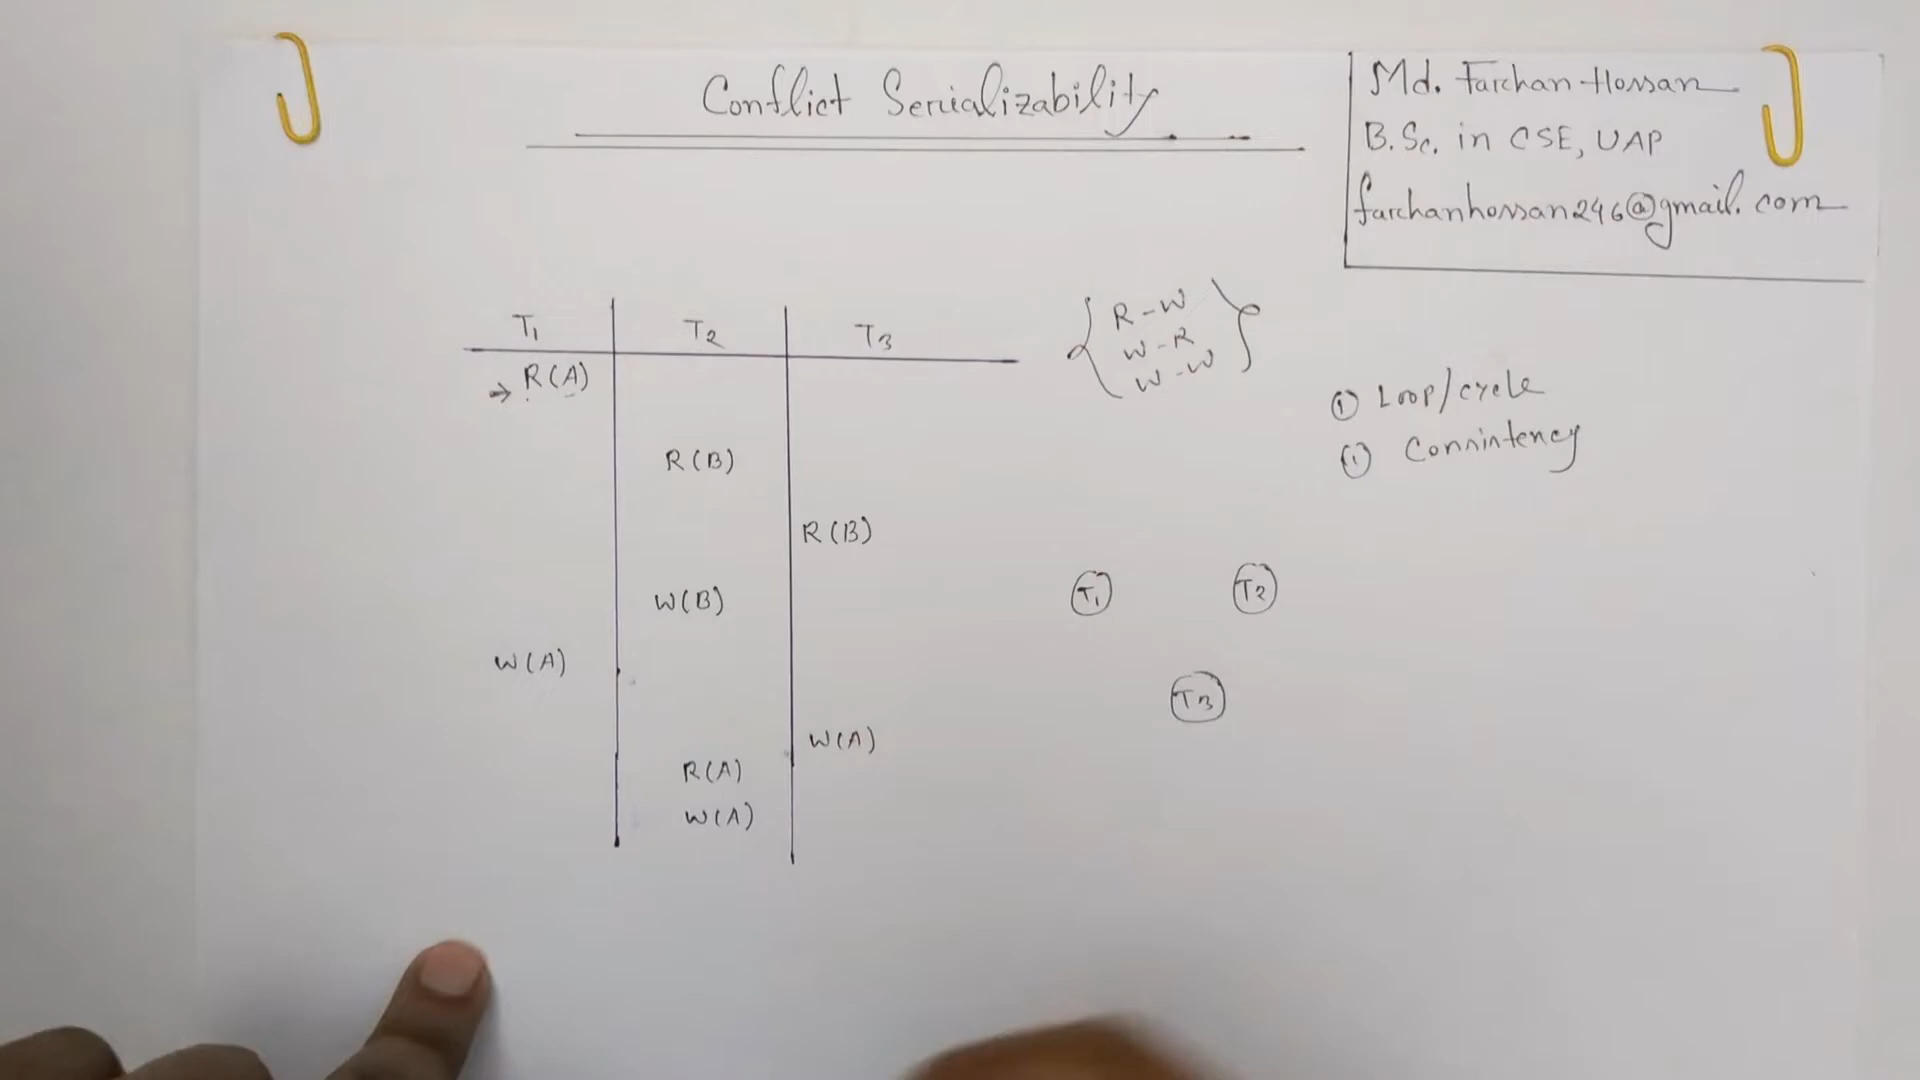 Conflict Serializability
Md. Farhan Hossan
B.Sc. in CSE, UAP
farhanhossan246@gmail.com
T1 T2 T3
→ R(A)
R(B)
R(B)
W(B)
W(A)
W(A)
R(A)
W(A)
R-W
W-R
W-W
① Loop/cycle
① Consistency
T1 T2
T3